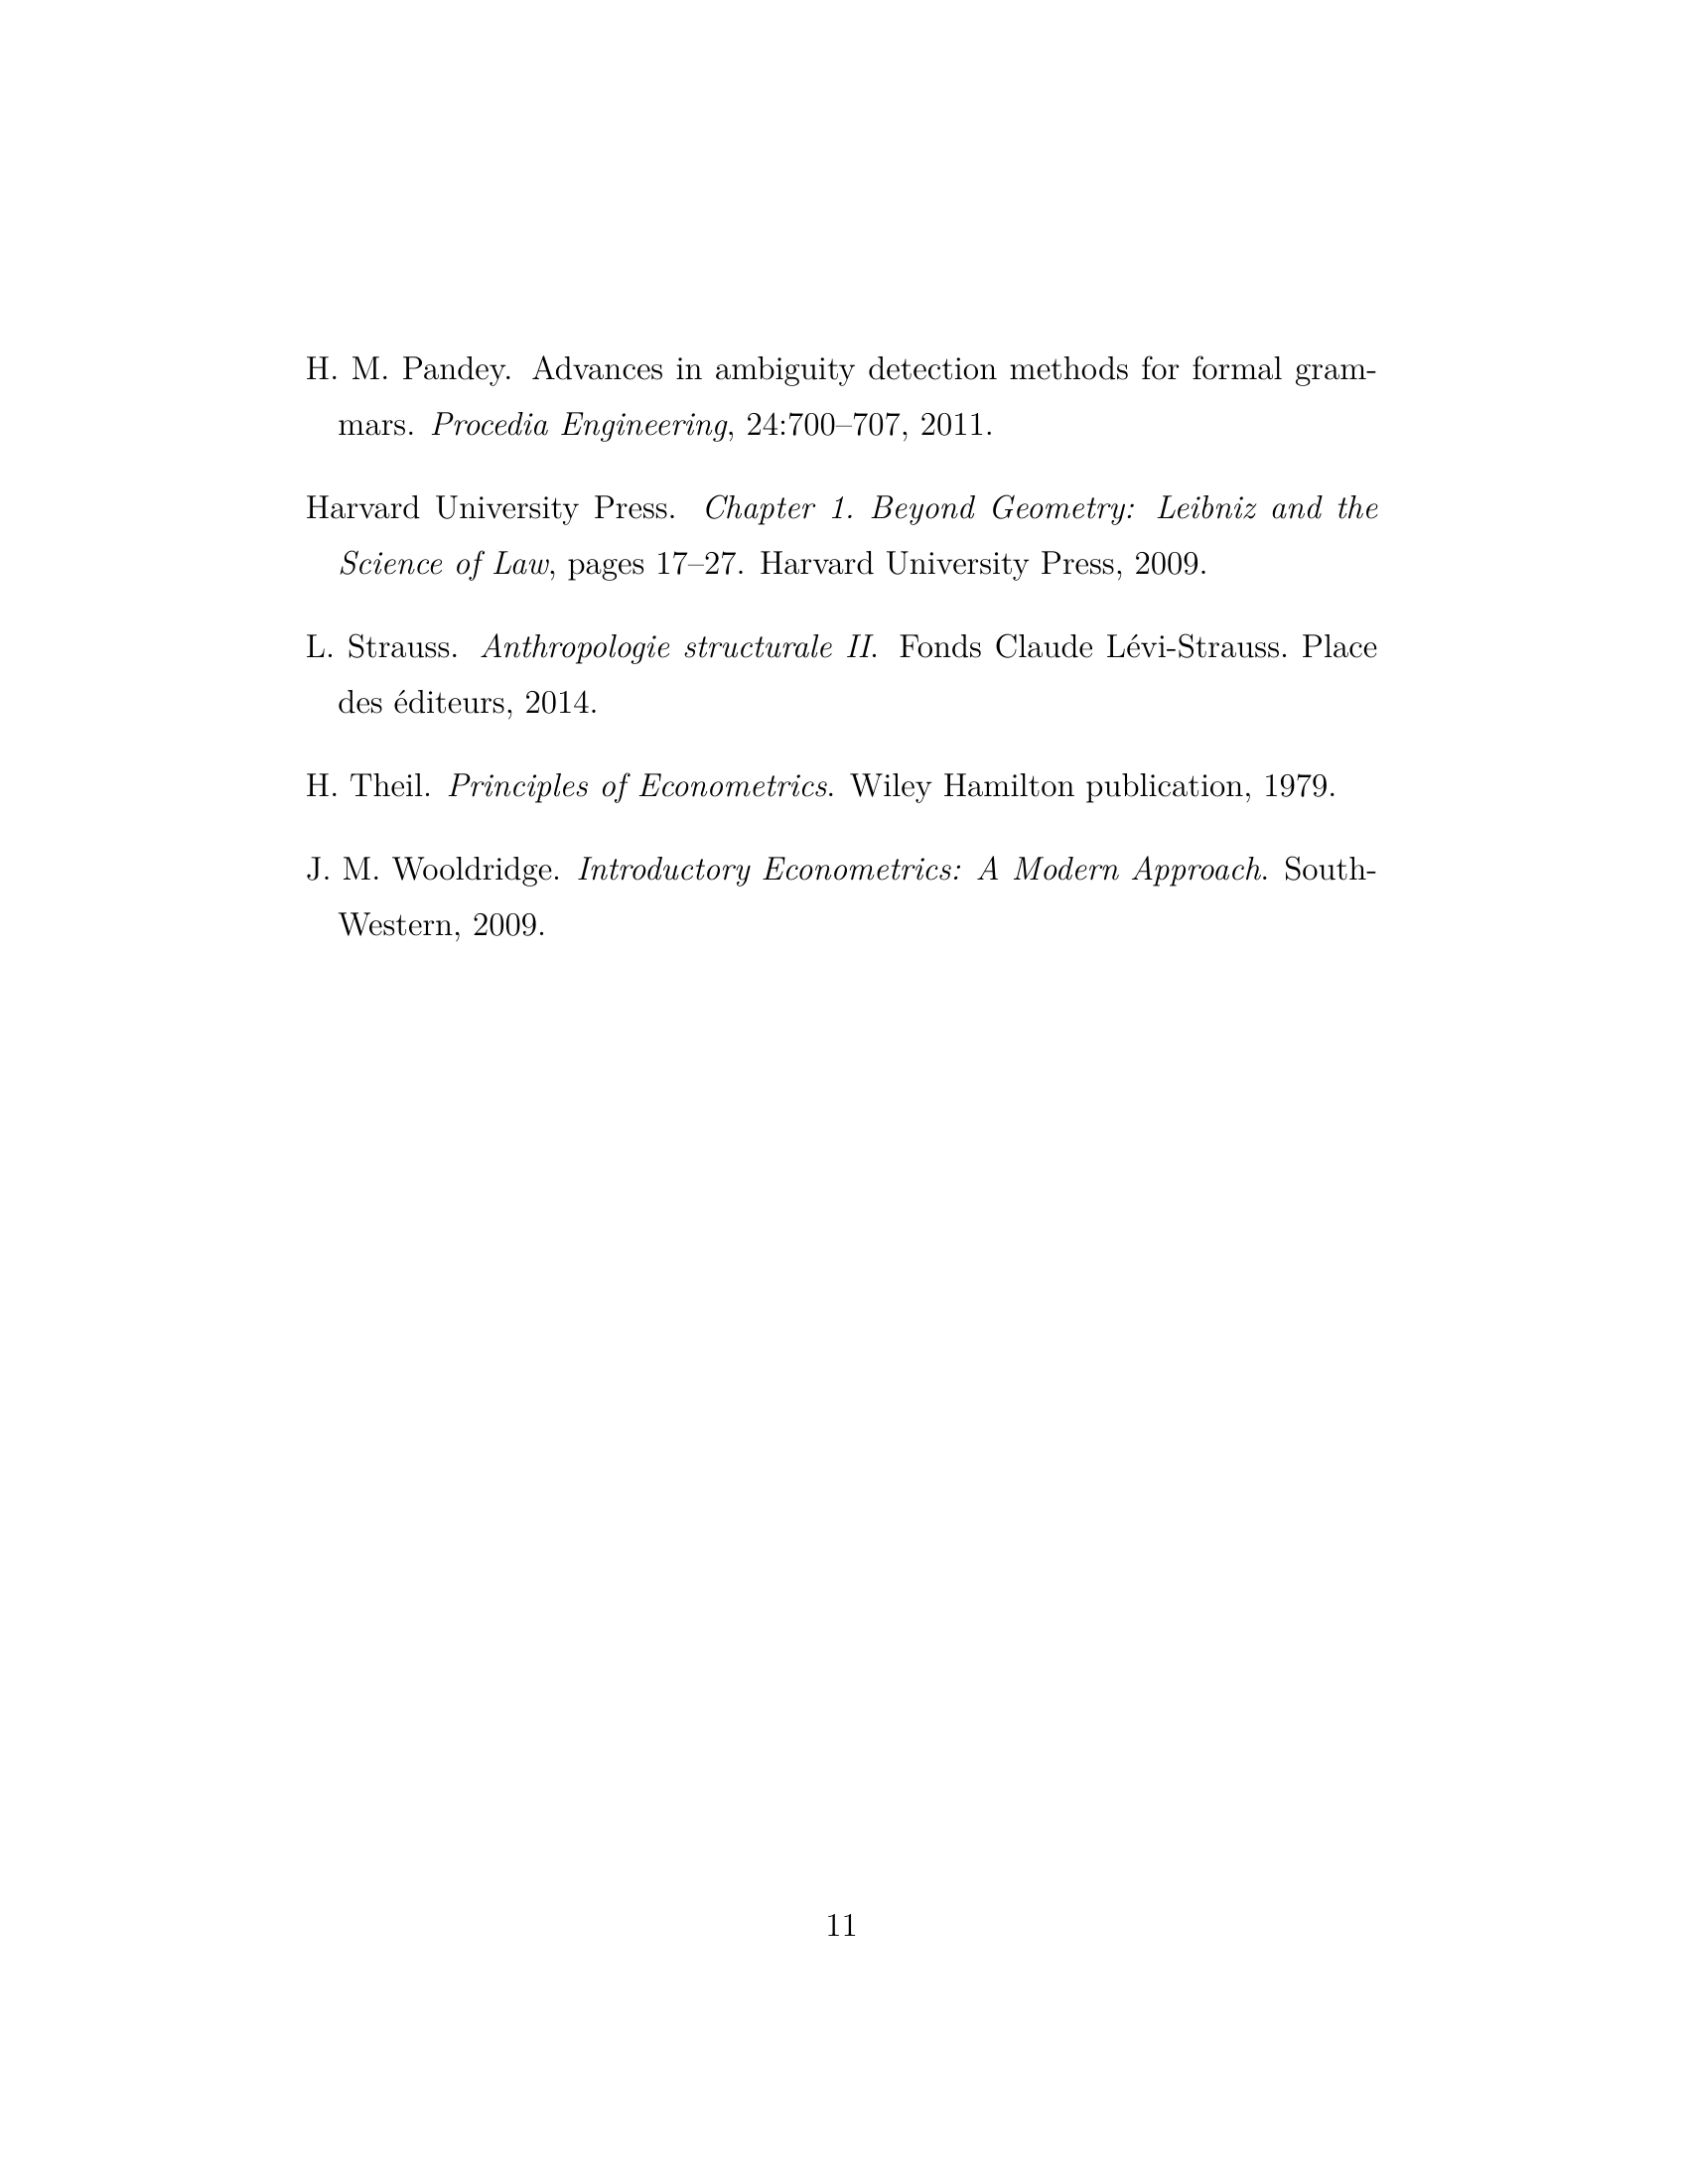 H. M. Pandey. Advances in ambiguity detection methods for formal gram-
mars. Procedia Engineering, 24:700–707, 2011.
Harvard University Press. Chapter 1. Beyond Geometry: Leibniz and the
Science of Law, pages 17–27. Harvard University Press, 2009.
L. Strauss. Anthropologie structurale II. Fonds Claude Lévi-Strauss. Place
des éditeurs, 2014.
H. Theil. Principles of Econometrics. Wiley Hamilton publication, 1979.
J. M. Wooldridge. Introductory Econometrics: A Modern Approach. South-
Western, 2009.
11